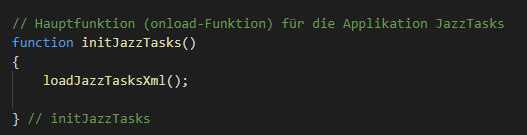 // Hauptfunktion (onload-Funktion) für die Applikation JazzTasks
function initJazzTasks()
{
    loadJazzTasksXml();
} // initJazzTasks